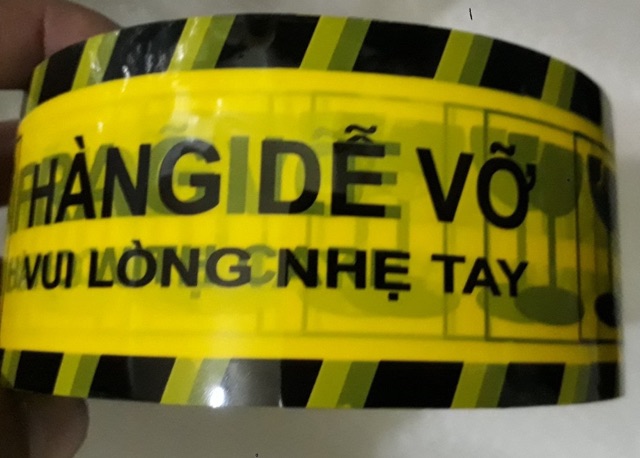 HÀNG DỄ VỠ
VUI LÒNG NHẸ TAY